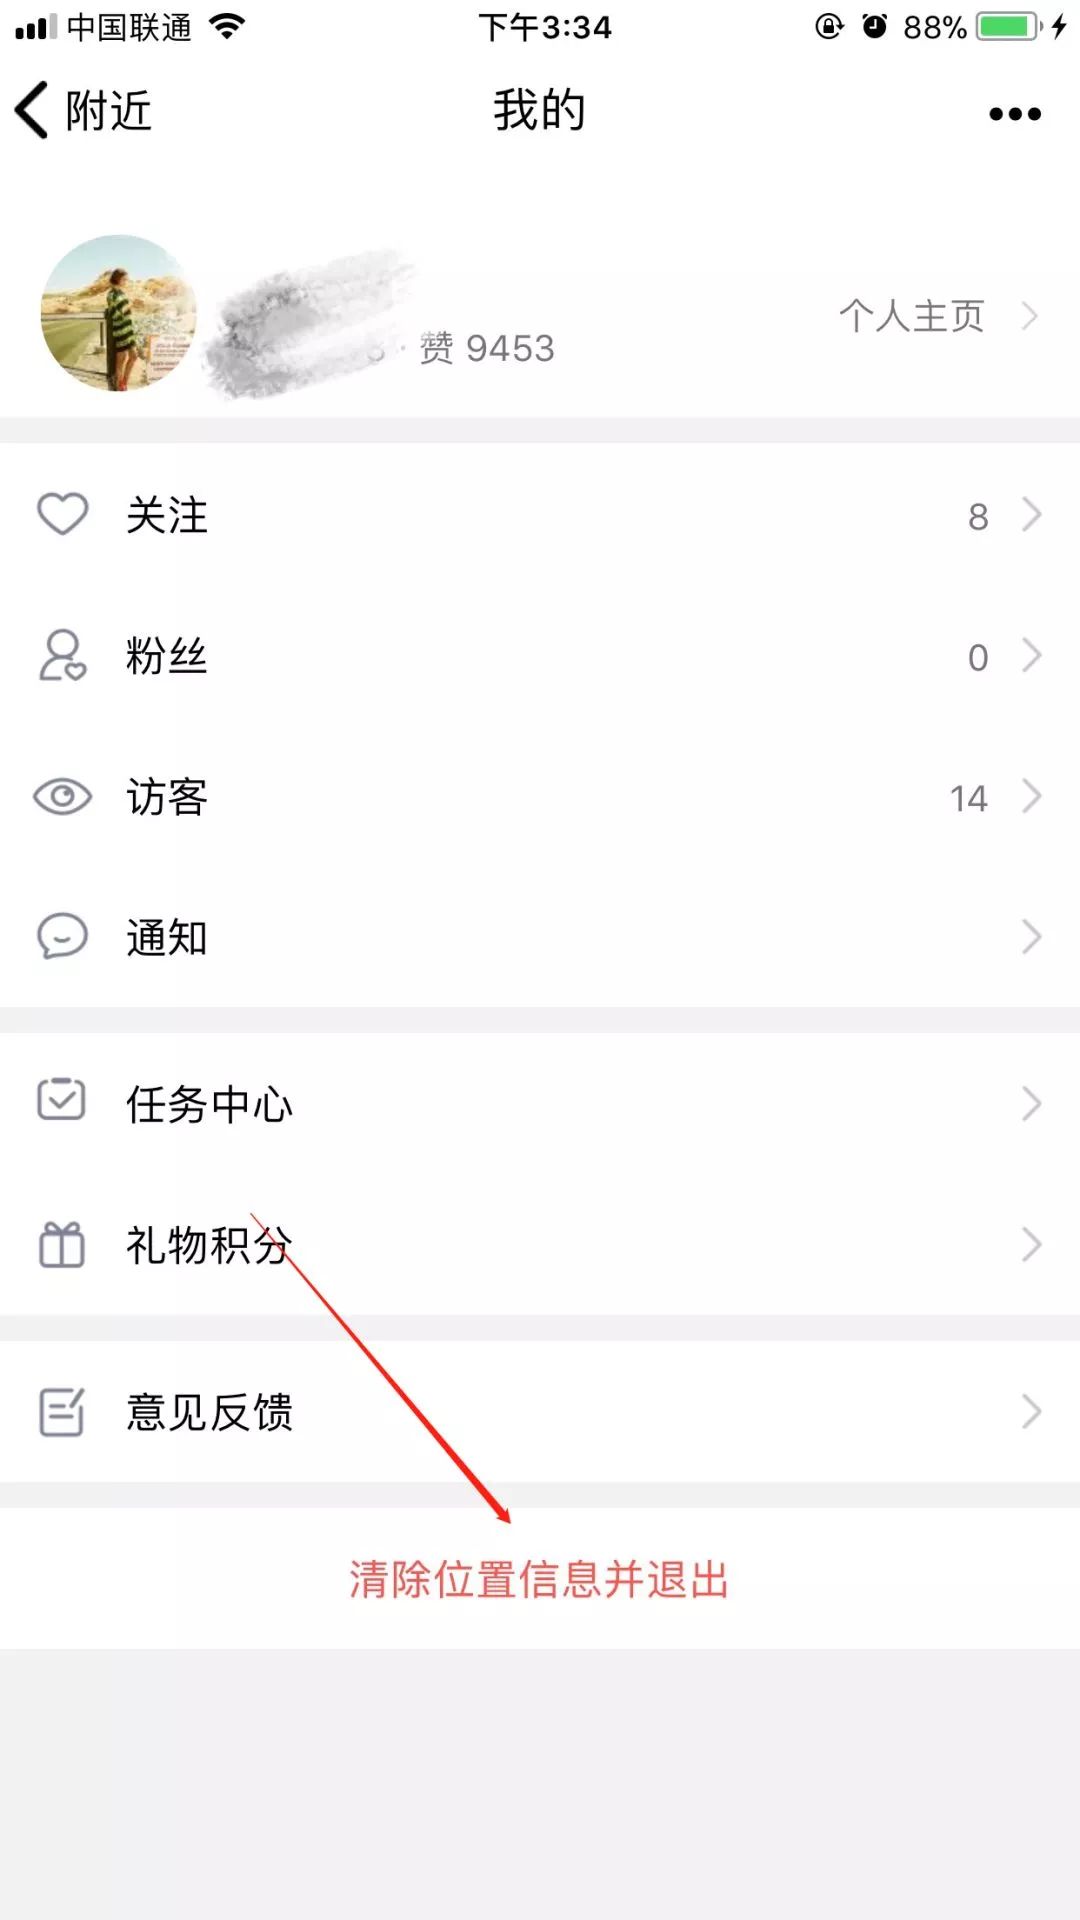 中国联通 下午3:34 88%
附近 我的
个人主页
赞 9453
关注 8
粉丝 0
访客 14
通知
任务中心
礼物积分
意见反馈
清除位置信息并退出